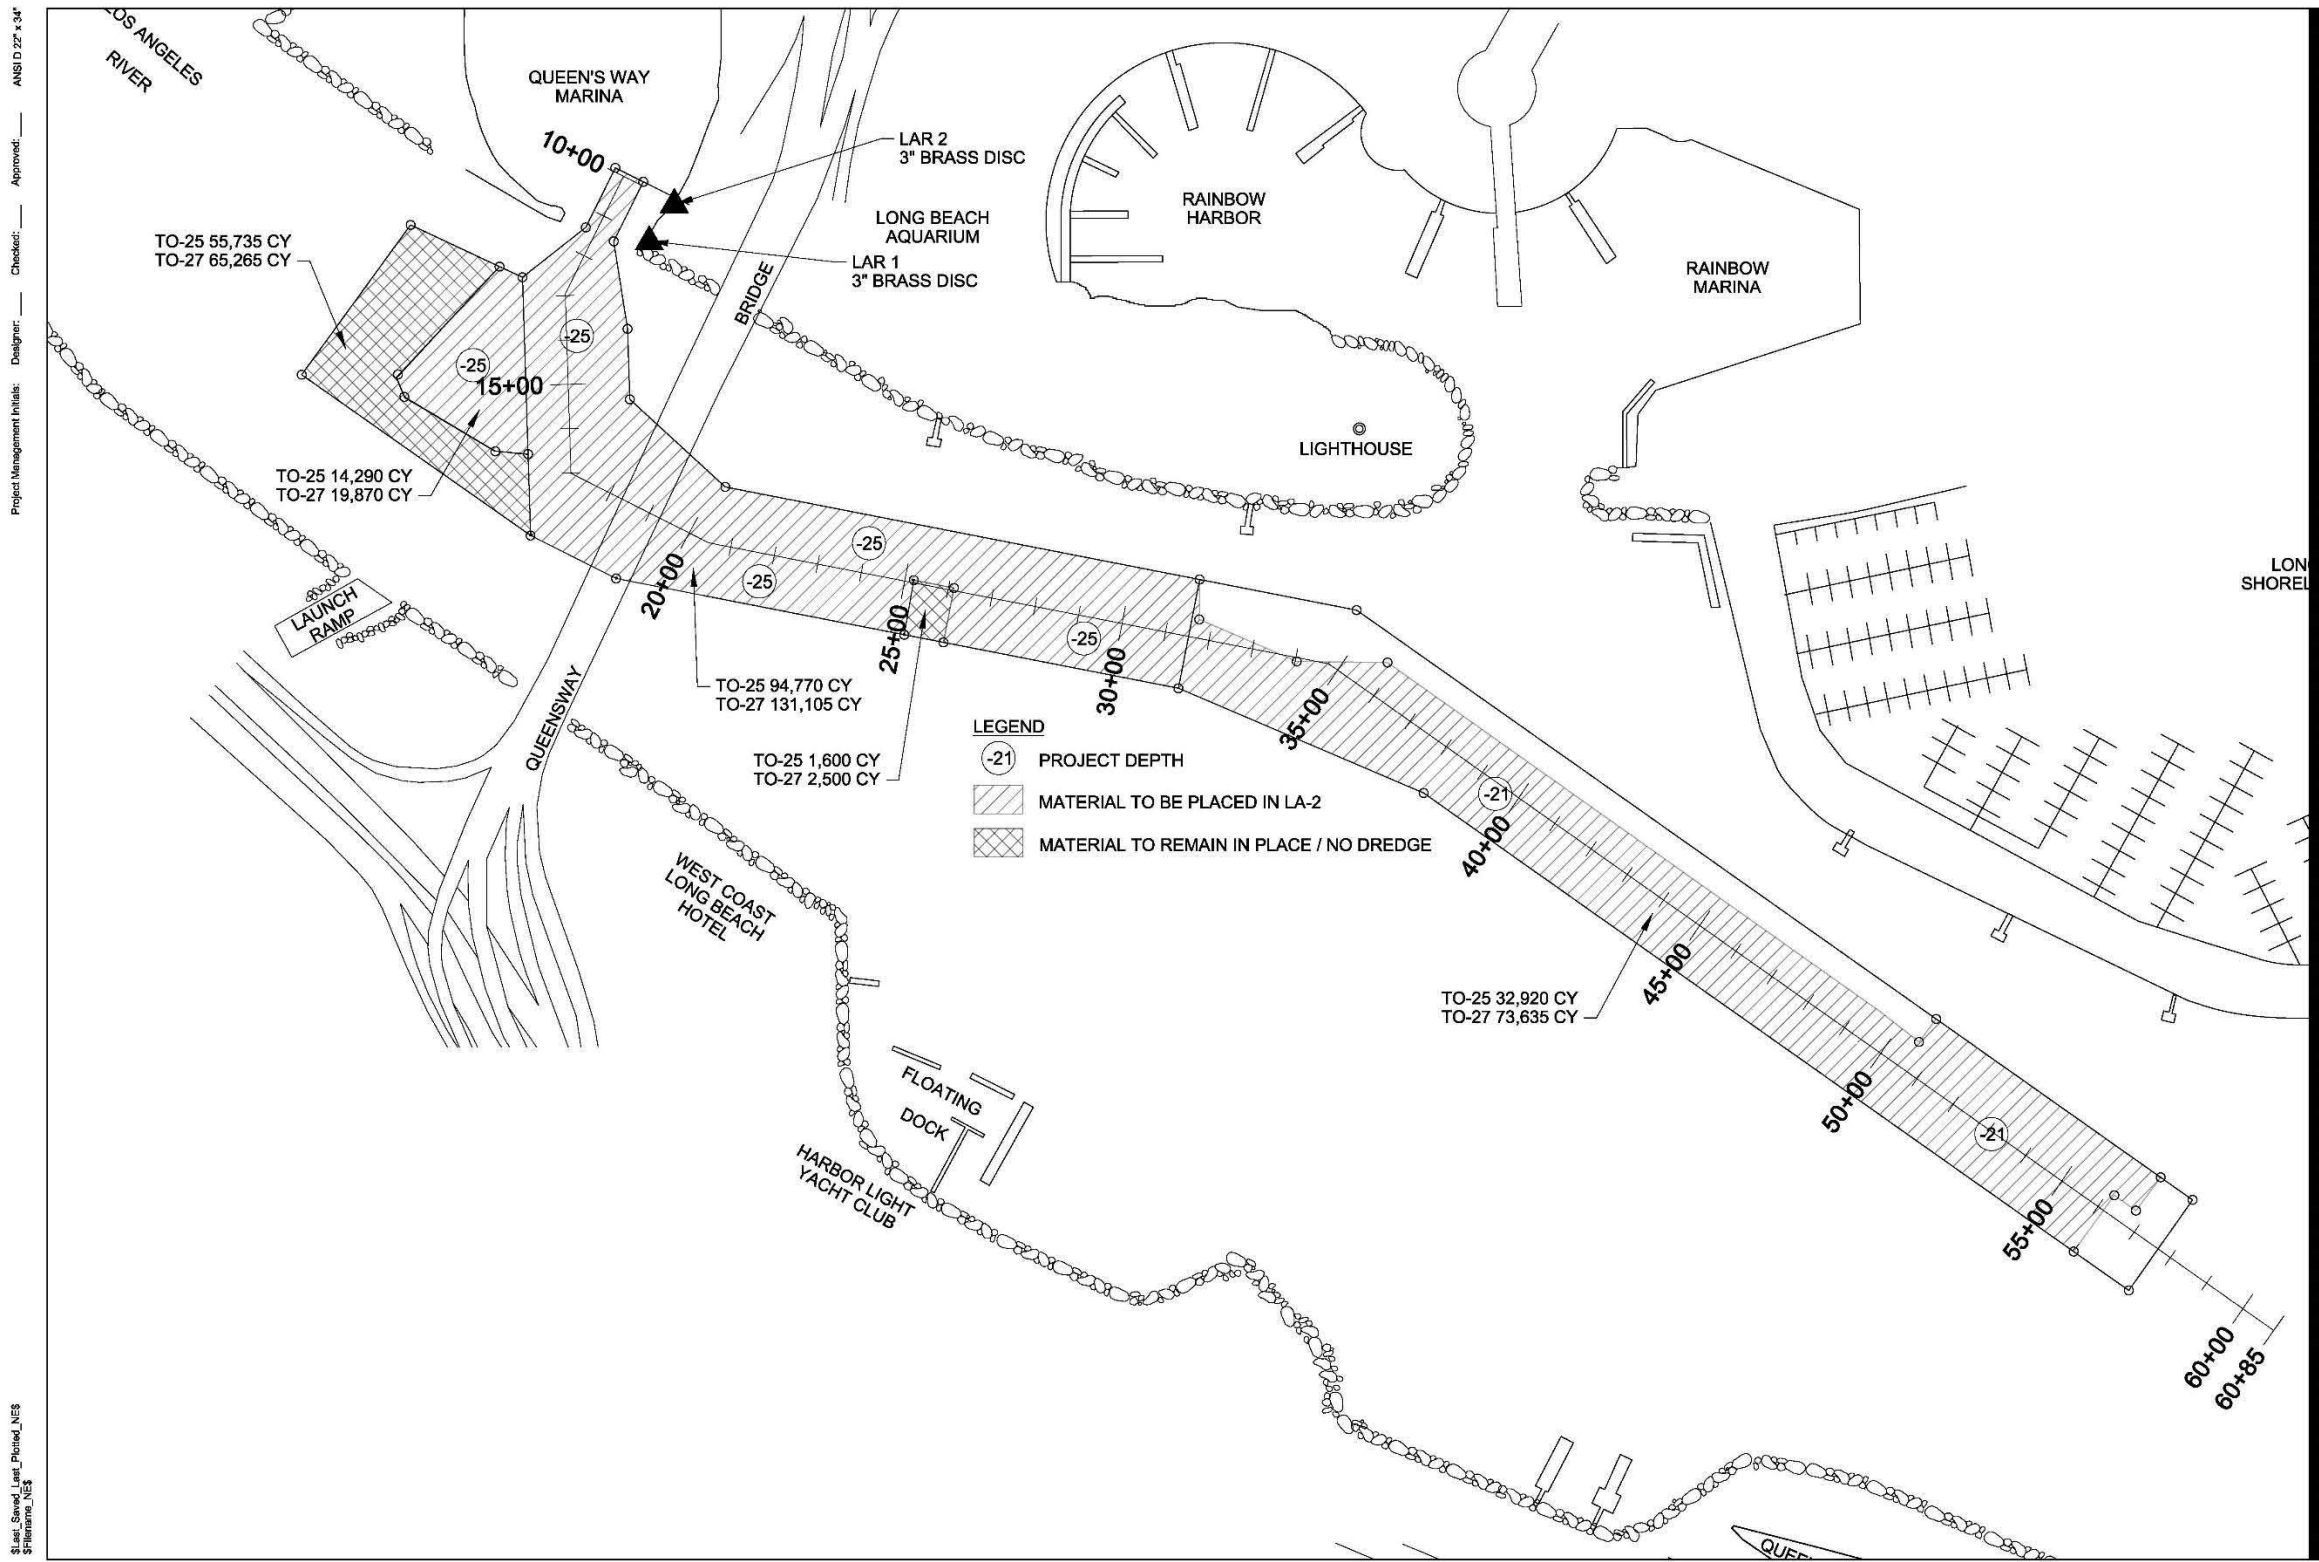 ANSI D 22" x 34"
Approved: ___
Checked: ___
Designer: ___
Project Management Initials:
$Last_Saved_Last_Plotted_NE$
$Filename_NE$
LOS ANGELES
RIVER
QUEEN'S WAY
MARINA
10+00
LAR 2
3" BRASS DISC
LONG BEACH
AQUARIUM
LAR 1
3" BRASS DISC
RAINBOW
HARBOR
RAINBOW
MARINA
TO-25 55,735 CY
TO-27 65,265 CY
BRIDGE
-25
-25
15+00
LIGHTHOUSE
TO-25 14,290 CY
TO-27 19,870 CY
LAUNCH
RAMP
20+00
-25
-25
25+00
-25
30+00
LON
SHOREL
QUEENSWAY
TO-25 94,770 CY
TO-27 131,105 CY
TO-25 1,600 CY
TO-27 2,500 CY
35+00
LEGEND
-21 PROJECT DEPTH
MATERIAL TO BE PLACED IN LA-2
MATERIAL TO REMAIN IN PLACE / NO DREDGE
-21
40+00
WEST COAST
LONG BEACH
HOTEL
45+00
TO-25 32,920 CY
TO-27 73,635 CY
FLOATING
DOCK
50+00
-21
HARBOR LIGHT
YACHT CLUB
55+00
60+00
60+85
QUEE